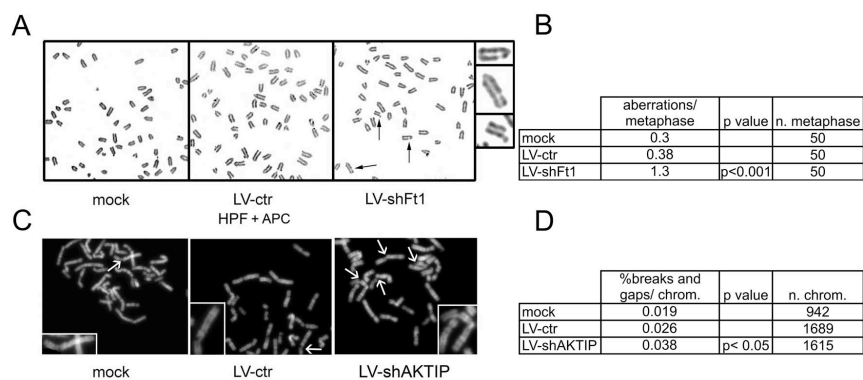 A
B
mock
LV-ctr
LV-shFt1
HPF + APC
aberrations/
metaphase
p value
n. metaphase
mock
0.3
50
LV-ctr
0.38
50
LV-shFt1
1.3
p<0.001
50
C
D
mock
LV-ctr
LV-shAKTIP
%breaks and
gaps/ chrom.
p value
n. chrom.
mock
0.019
942
LV-ctr
0.026
1689
LV-shAKTIP
0.038
p< 0.05
1615